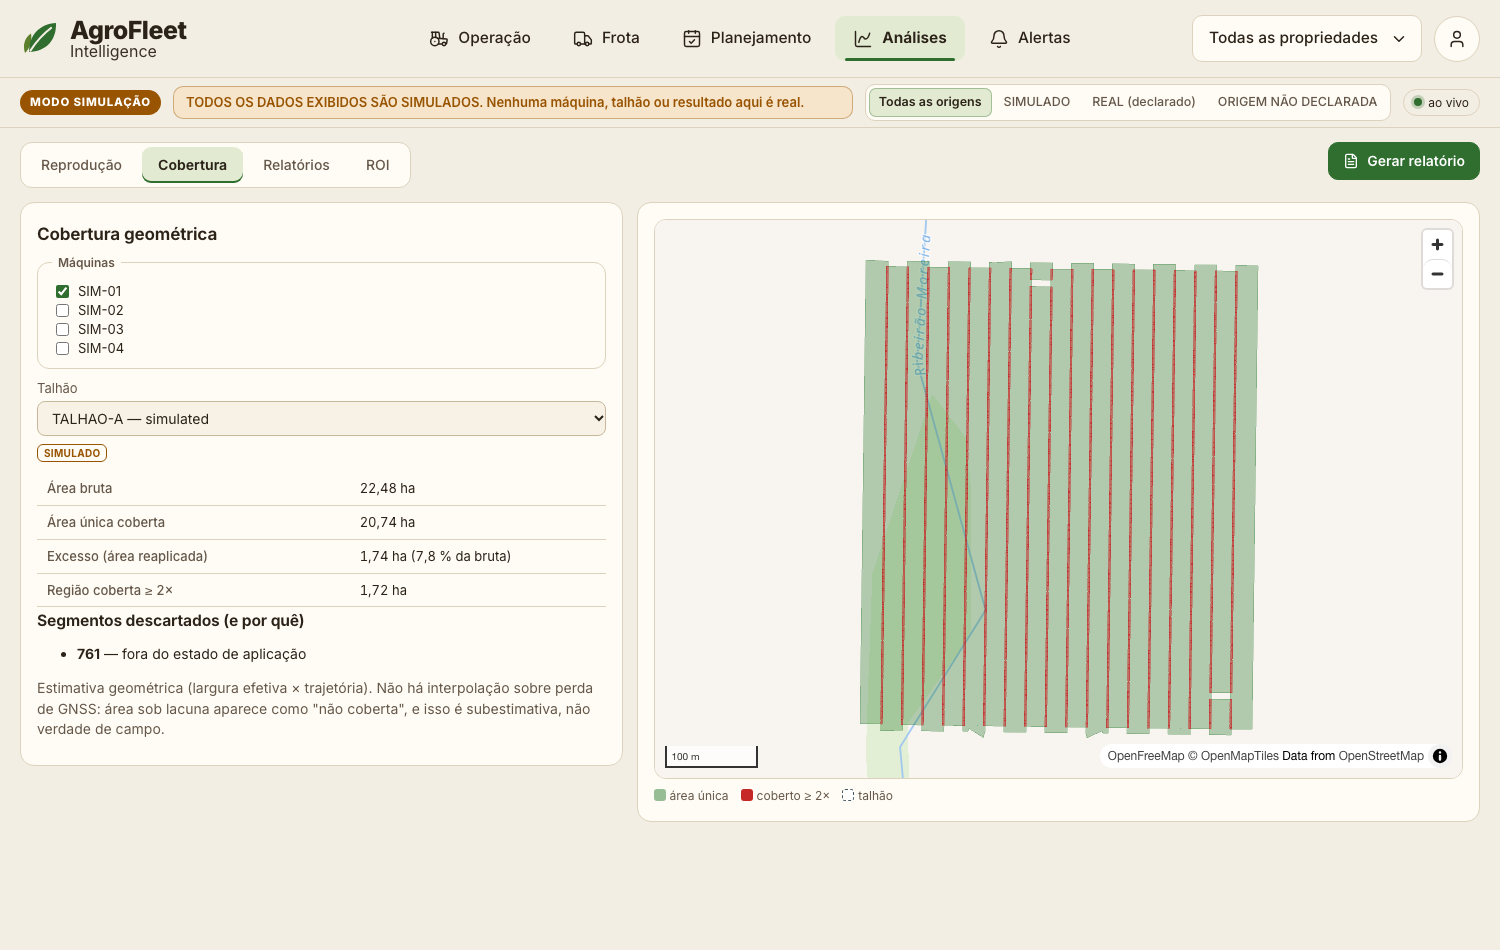 AgroFleet
Intelligence
Operação
Frota
Planejamento
Análises
Alertas
Todas as propriedades
MODO SIMULAÇÃO
TODOS OS DADOS EXIBIDOS SÃO SIMULADOS. Nenhuma máquina, talhão ou resultado aqui é real.
Todas as origens
SIMULADO
REAL (declarado)
ORIGEM NÃO DECLARADA
ao vivo
Reprodução
Cobertura
Relatórios
ROI
Gerar relatório
Cobertura geométrica
Máquinas
SIM-01
SIM-02
SIM-03
SIM-04
Talhão
TALHAO-A — simulated
SIMULADO
Área bruta 22,48 ha
Área única coberta 20,74 ha
Excesso (área reaplicada) 1,74 ha (7,8 % da bruta)
Região coberta ≥ 2× 1,72 ha
Segmentos descartados (e por quê)
• 761 — fora do estado de aplicação
Estimativa geométrica (largura efetiva × trajetória). Não há interpolação sobre perda
de GNSS: área sob lacuna aparece como "não coberta", e isso é subestimativa, não
verdade de campo.
Ribeirão Moreira
+
−
100 m
OpenFreeMap © OpenMapTiles Data from OpenStreetMap
área única
coberto ≥ 2×
talhão